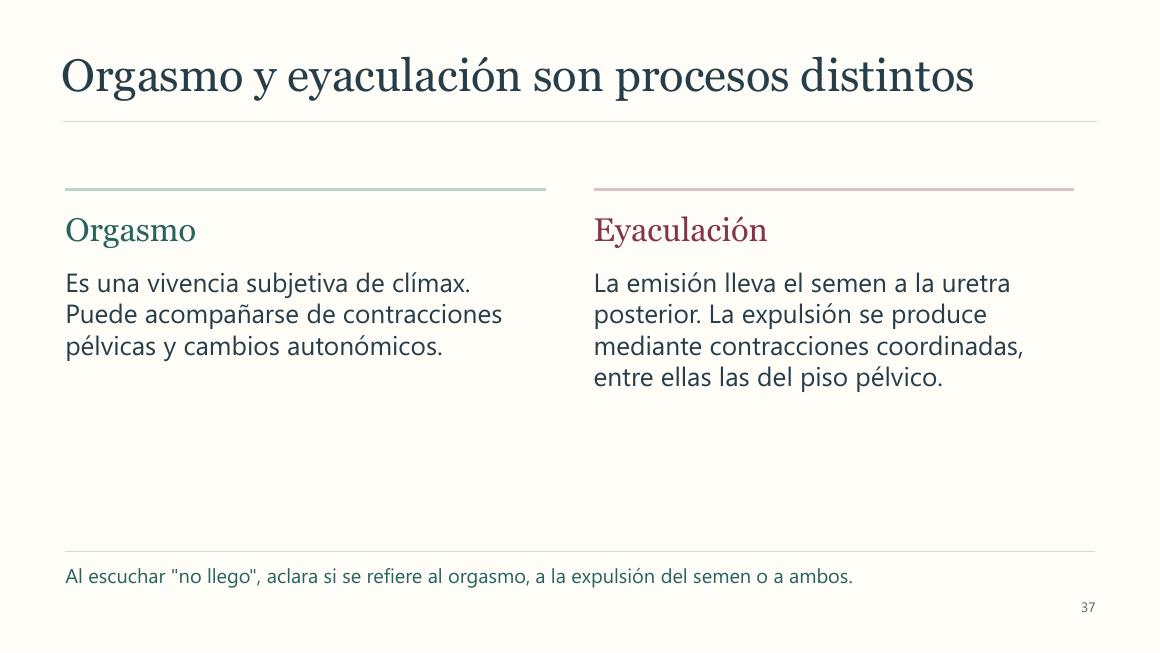 Orgasmo y eyaculación son procesos distintos
Orgasmo
Es una vivencia subjetiva de clímax.
Puede acompañarse de contracciones
pélvicas y cambios autonómicos.
Eyaculación
La emisión lleva el semen a la uretra
posterior. La expulsión se produce
mediante contracciones coordinadas,
entre ellas las del piso pélvico.
Al escuchar "no llego", aclara si se refiere al orgasmo, a la expulsión del semen o a ambos.
37